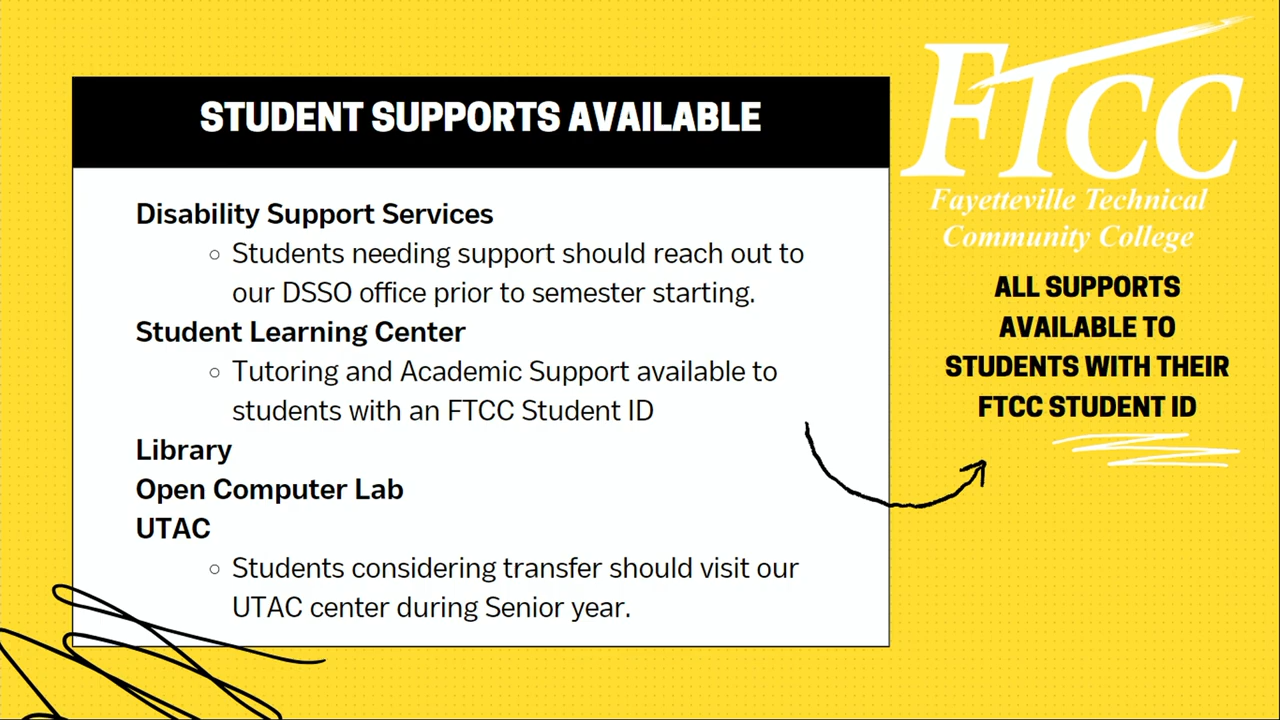 STUDENT SUPPORTS AVAILABLE
Disability Support Services
Students needing support should reach out to
our DSSO office prior to semester starting.
Student Learning Center
Tutoring and Academic Support available to
students with an FTCC Student ID
Library
Open Computer Lab
UTAC
Students considering transfer should visit our
UTAC center during Senior year.
FTCC
Fayetteville Technical
Community College
ALL SUPPORTS
AVAILABLE TO
STUDENTS WITH THEIR
FTCC STUDENT ID